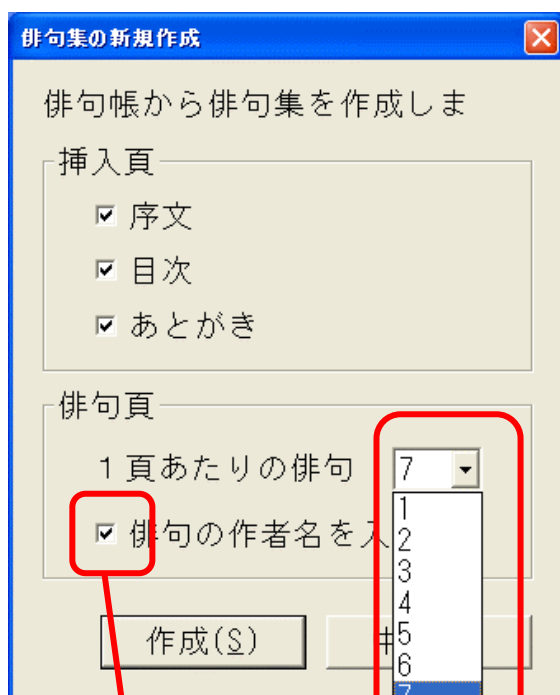 俳句集の新規作成
俳句帳から俳句集を作成しま
挿入頁
序文
目次
あとがき
俳句頁
1頁あたりの俳句 7
俳句の作者名を入
1
2
3
4
5
6
7
作成(S)